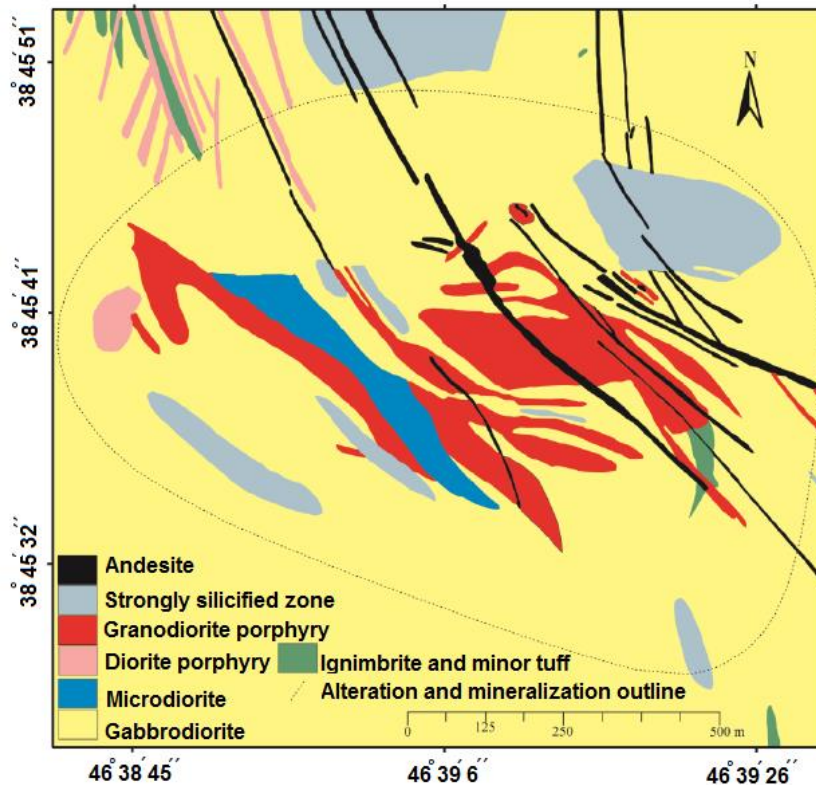 38° 45′ 51″
N
38° 45′ 41″
38° 45′ 32″
Andesite
Strongly silicified zone
Granodiorite porphyry
Diorite porphyry
Ignimbrite and minor tuff
Microdiorite
Alteration and mineralization outline
Gabbrodiorite
0 125 250 500 m
46° 38′ 45″
46° 39′ 6″
46° 39′ 26″